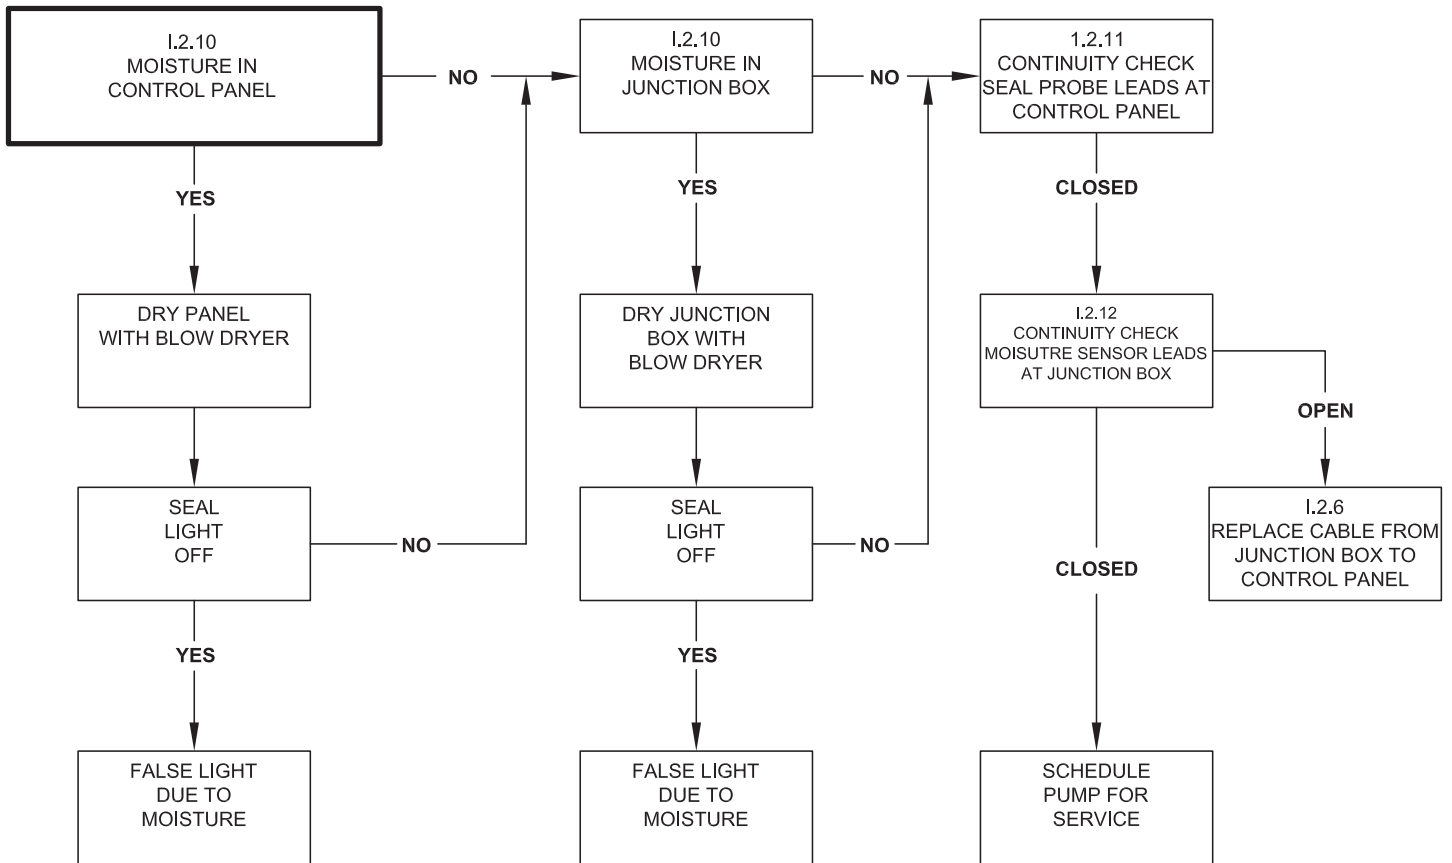 I.2.10
MOISTURE IN
CONTROL PANEL
NO
I.2.10
MOISTURE IN
JUNCTION BOX
NO
1.2.11
CONTINUITY CHECK
SEAL PROBE LEADS AT
CONTROL PANEL
YES
YES
CLOSED
DRY PANEL
WITH BLOW DRYER
DRY JUNCTION
BOX WITH
BLOW DRYER
I.2.12
CONTINUITY CHECK
MOISUTRE SENSOR LEADS
AT JUNCTION BOX
OPEN
SEAL
LIGHT
OFF
NO
SEAL
LIGHT
OFF
NO
CLOSED
I.2.6
REPLACE CABLE FROM
JUNCTION BOX TO
CONTROL PANEL
YES
YES
FALSE LIGHT
DUE TO
MOISTURE
FALSE LIGHT
DUE TO
MOISTURE
SCHEDULE
PUMP FOR
SERVICE